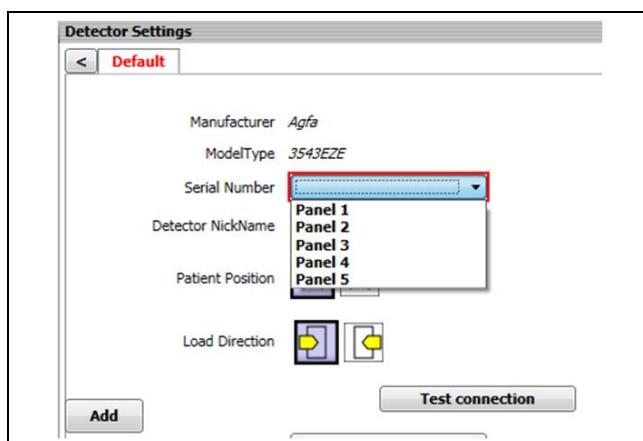 Detector Settings
< Default
Manufacturer Agfa
ModelType 3543EZE
Serial Number
Panel 1
Detector NickName Panel 2
Panel 3
Panel 4
Patient Position Panel 5
Load Direction
Test connection
Add